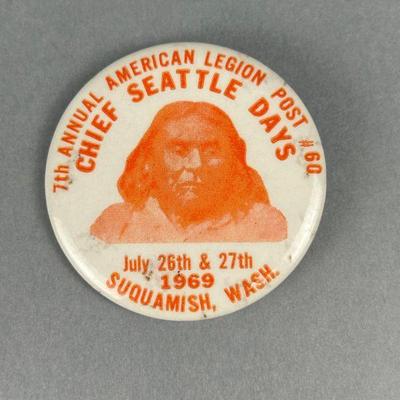 7th ANNUAL AMERICAN LEGION POST #60
CHIEF SEATTLE DAYS
July 26th & 27th
1969
SUQUAMISH, WASH.